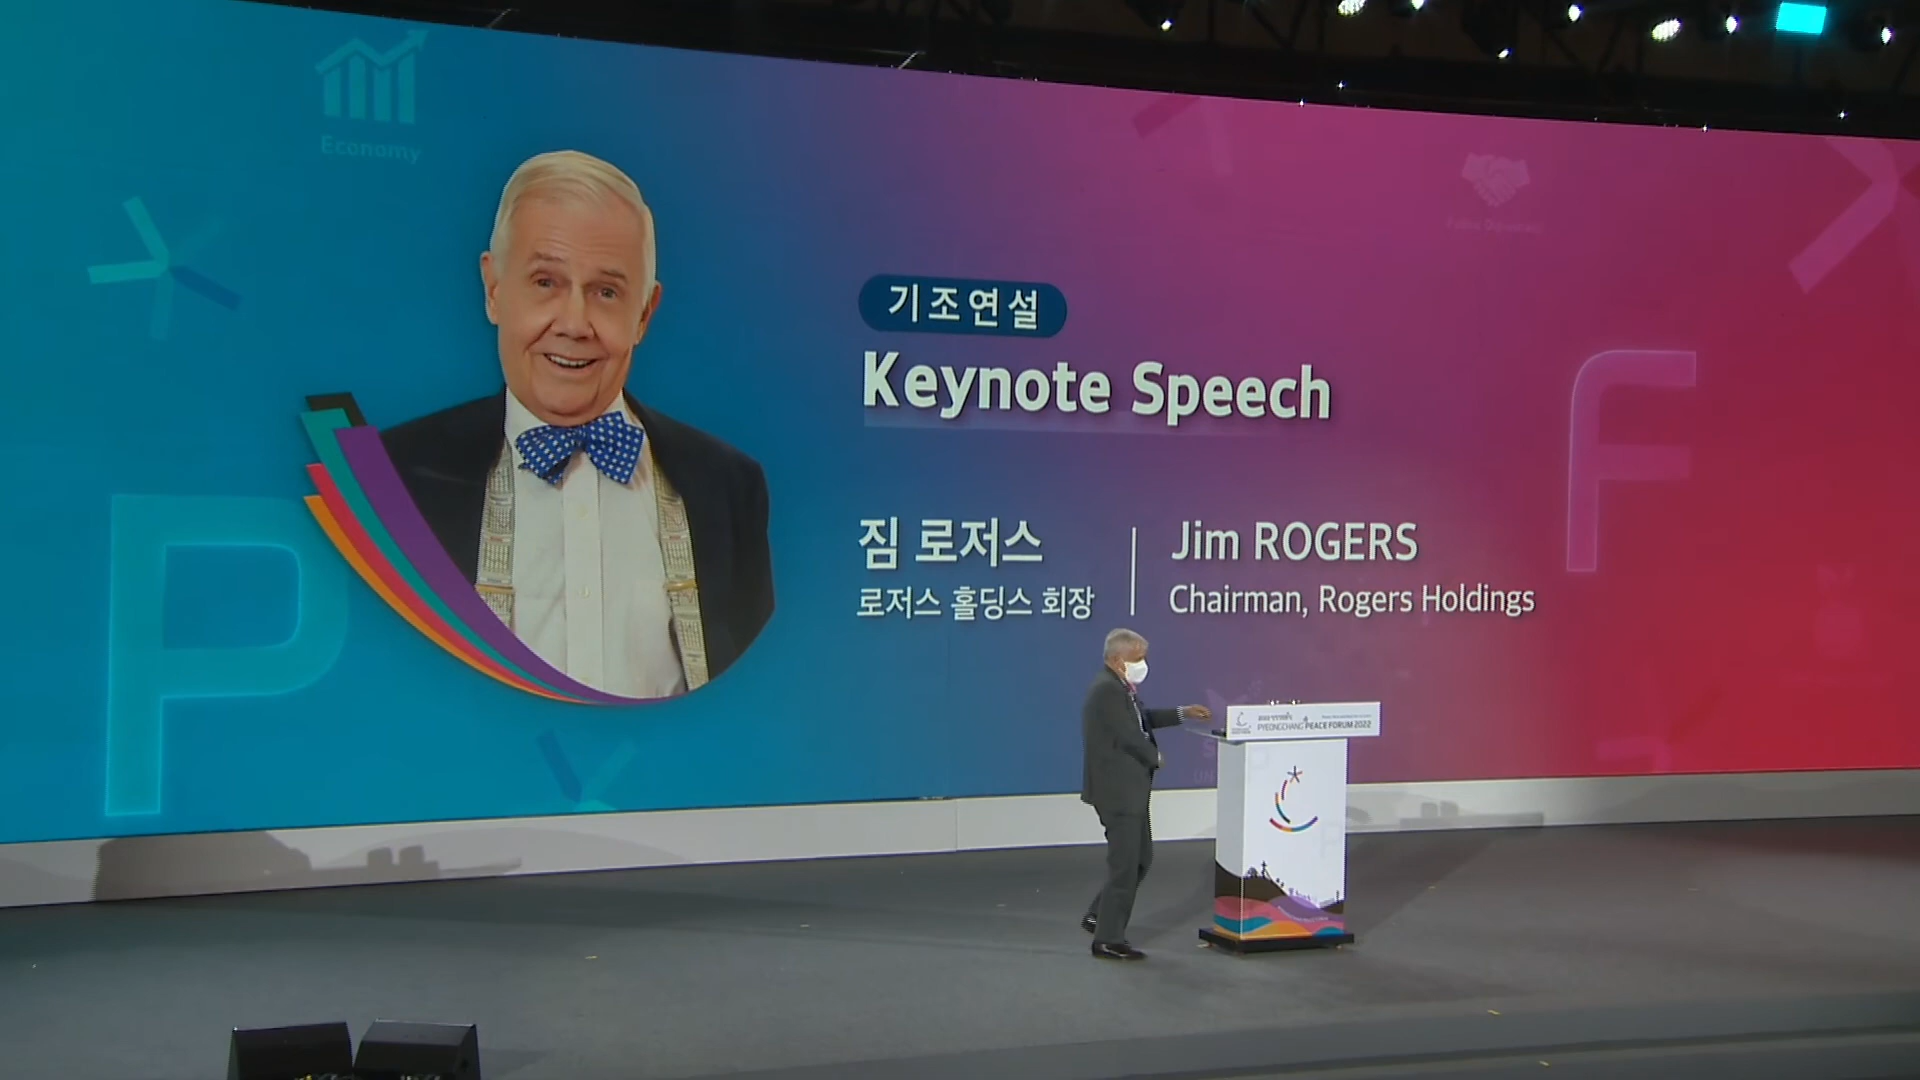 Economy
기조연설
Keynote Speech
짐 로저스
로저스 홀딩스 회장
Jim ROGERS
Chairman, Rogers Holdings
P
F
PYEONGCHANG PEACE FORUM 2022